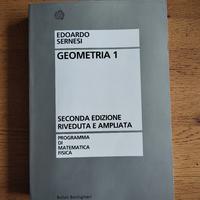 EDOARDO
SERNESI
GEOMETRIA 1
SECONDA EDIZIONE
RIVEDUTA E AMPLIATA
PROGRAMMA
DI
MATEMATICA
FISICA
Bollati Boringhieri